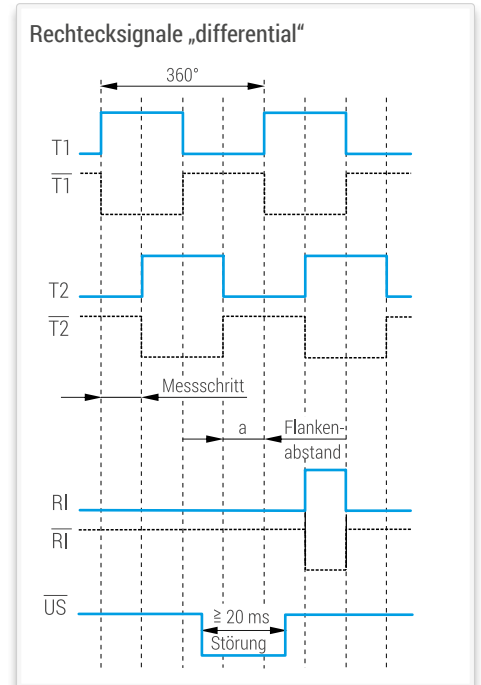 Rechtecksignale „differential“
360°
T1
T1
T2
T2
Messschritt
a Flanken-
abstand
RI
RI
US
≧ 20 ms
Störung